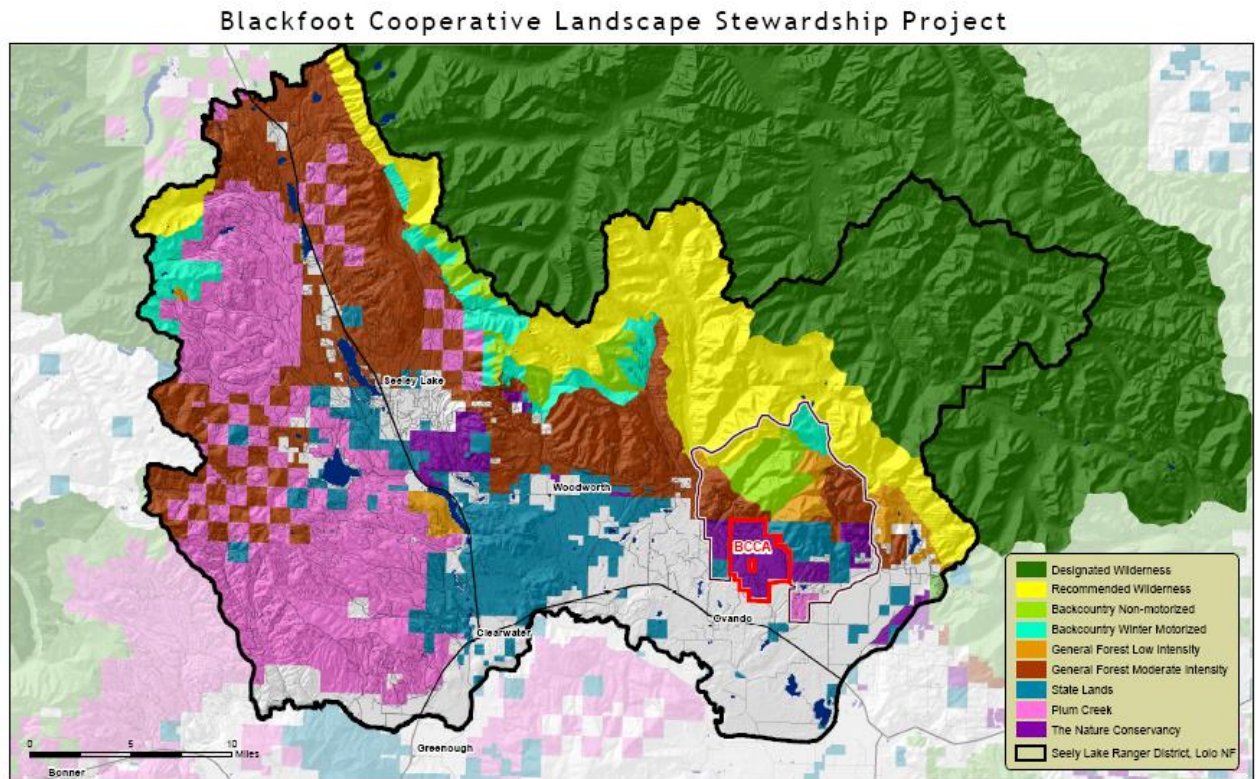 Blackfoot Cooperative Landscape Stewardship Project
Seeley Lake
Woodworth
BCCA
Ovando
Clearwater
Greenough
Bonner
0 5 10
Miles
Designated Wilderness
Recommended Wilderness
Backcountry Non-motorized
Backcountry Winter Motorized
General Forest Low Intensity
General Forest Moderate Intensity
State Lands
Plum Creek
The Nature Conservancy
Seely Lake Ranger District, Lolo NF